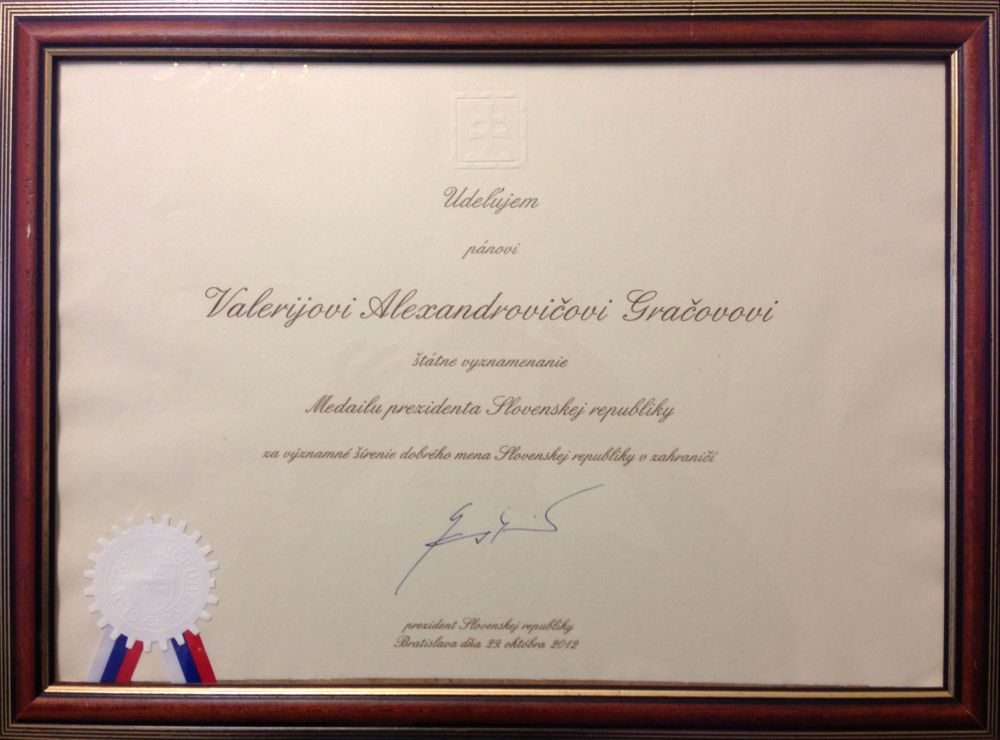 Udeľujem
pánovi
Valerijovi Alexandrovičovi Gračovovi
štátne vyznamenanie
Medailu prezidenta Slovenskej republiky
za významné šírenie dobrého mena Slovenskej republiky v zahraničí
prezident Slovenskej republiky
Bratislava dňa 29. októbra 2012